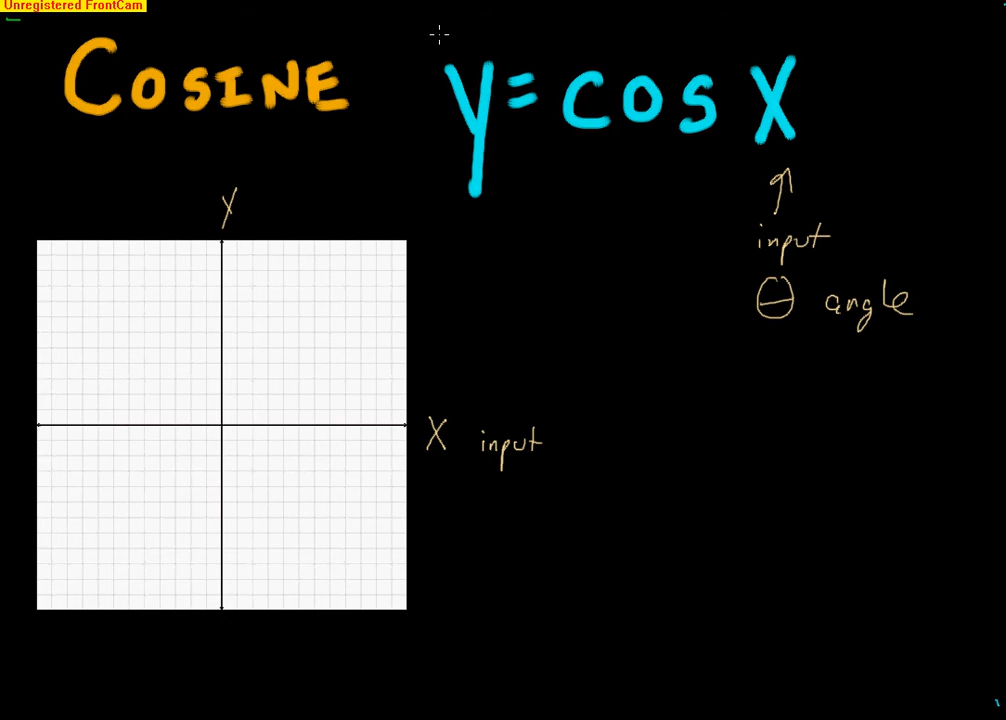 Unregistered FrontCam
COSINE y = cos x
y
input
θ angle
X input